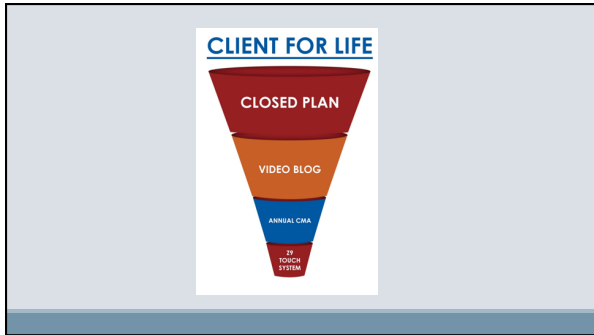 CLIENT FOR LIFE
CLOSED PLAN
VIDEO BLOG
ANNUAL CMA
29
TOUCH
SYSTEM